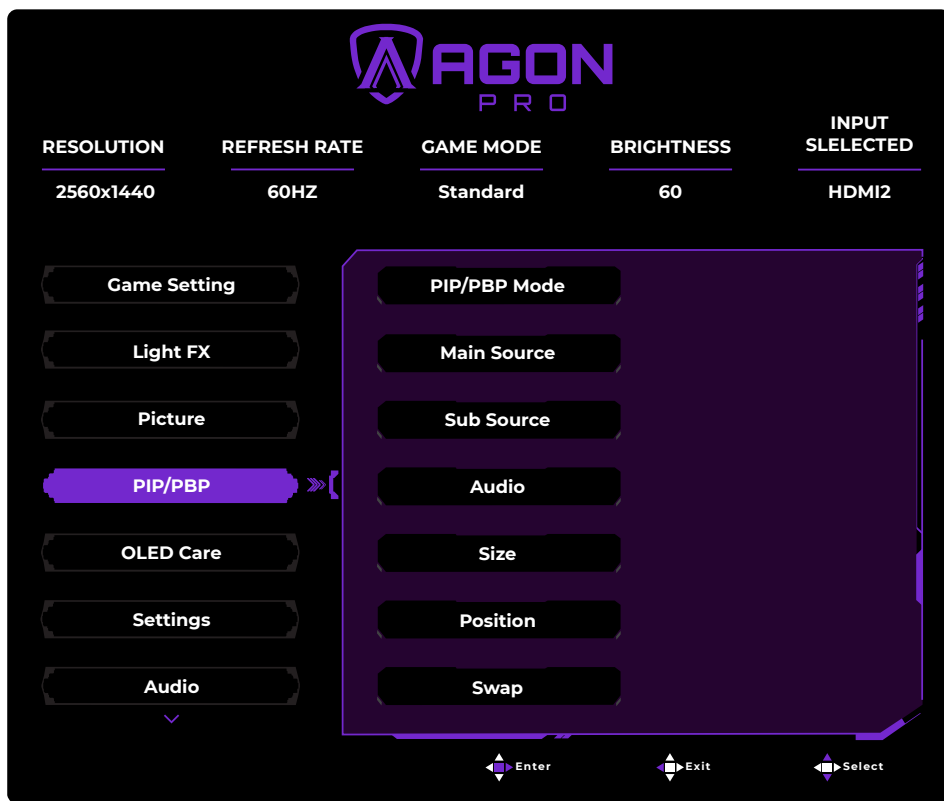 AGON
PRO
RESOLUTION
REFRESH RATE
GAME MODE
BRIGHTNESS
INPUT
SLELECTED
2560x1440
60HZ
Standard
60
HDMI2
Game Setting
Light FX
Picture
PIP/PBP
OLED Care
Settings
Audio
PIP/PBP Mode
Main Source
Sub Source
Audio
Size
Position
Swap
Enter
Exit
Select